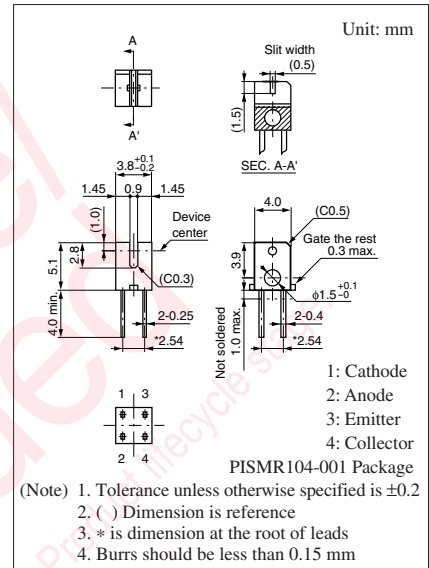 Unit: mm
A
Slit width
(0.5)
(1.5)
A'
SEC. A-A'
3.8 +0.1 -0.2
1.45 0.9 1.45
(1.0)
Device
center
5.1
2.8
(C0.3)
4.0 min.
2-0.25
*2.54
4.0
(C0.5)
Gate the rest
0.3 max.
3.9
φ1.5 +0.1 -0
Not soldered
1.0 max.
2-0.4
*2.54
1 3
2 4
1: Cathode
2: Anode
3: Emitter
4: Collector
PISMR104-001 Package
(Note) 1. Tolerance unless otherwise specified is ±0.2
2. ( ) Dimension is reference
3. * is dimension at the root of leads
4. Burrs should be less than 0.15 mm
Product lifecycle stage